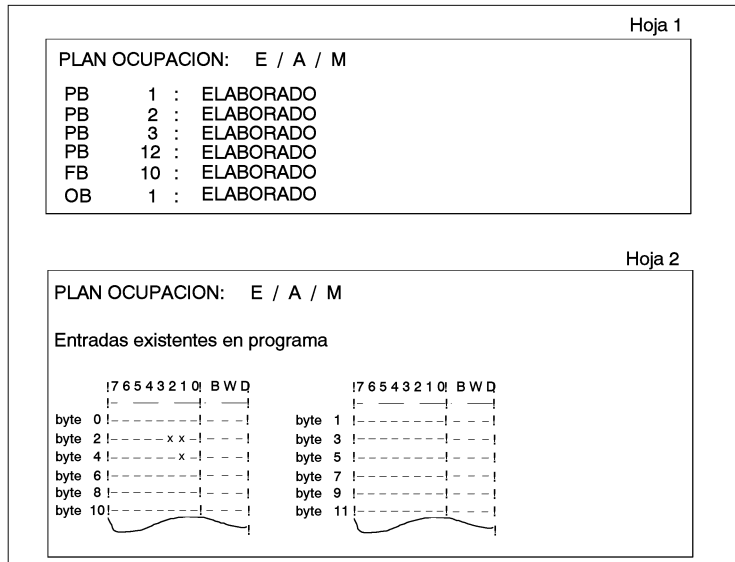 Hoja 1
PLAN OCUPACION: E / A / M
PB 1 : ELABORADO
PB 2 : ELABORADO
PB 3 : ELABORADO
PB 12 : ELABORADO
FB 10 : ELABORADO
OB 1 : ELABORADO
Hoja 2
PLAN OCUPACION: E / A / M
Entradas existentes en programa
!7 6 5 4 3 2 1 0! B W D! !7 6 5 4 3 2 1 0! B W D!
byte 0 !- - - - - - - -! - - -! byte 1 !- - - - - - - -! - - -!
byte 2 !- - - - - x x -! - - -! byte 3 !- - - - - - - -! - - -!
byte 4 !- - - - - - x -! - - -! byte 5 !- - - - - - - -! - - -!
byte 6 !- - - - - - - -! - - -! byte 7 !- - - - - - - -! - - -!
byte 8 !- - - - - - - -! - - -! byte 9 !- - - - - - - -! - - -!
byte 10 !- - - - - - - -! - - -! byte 11 !- - - - - - - -! - - -!